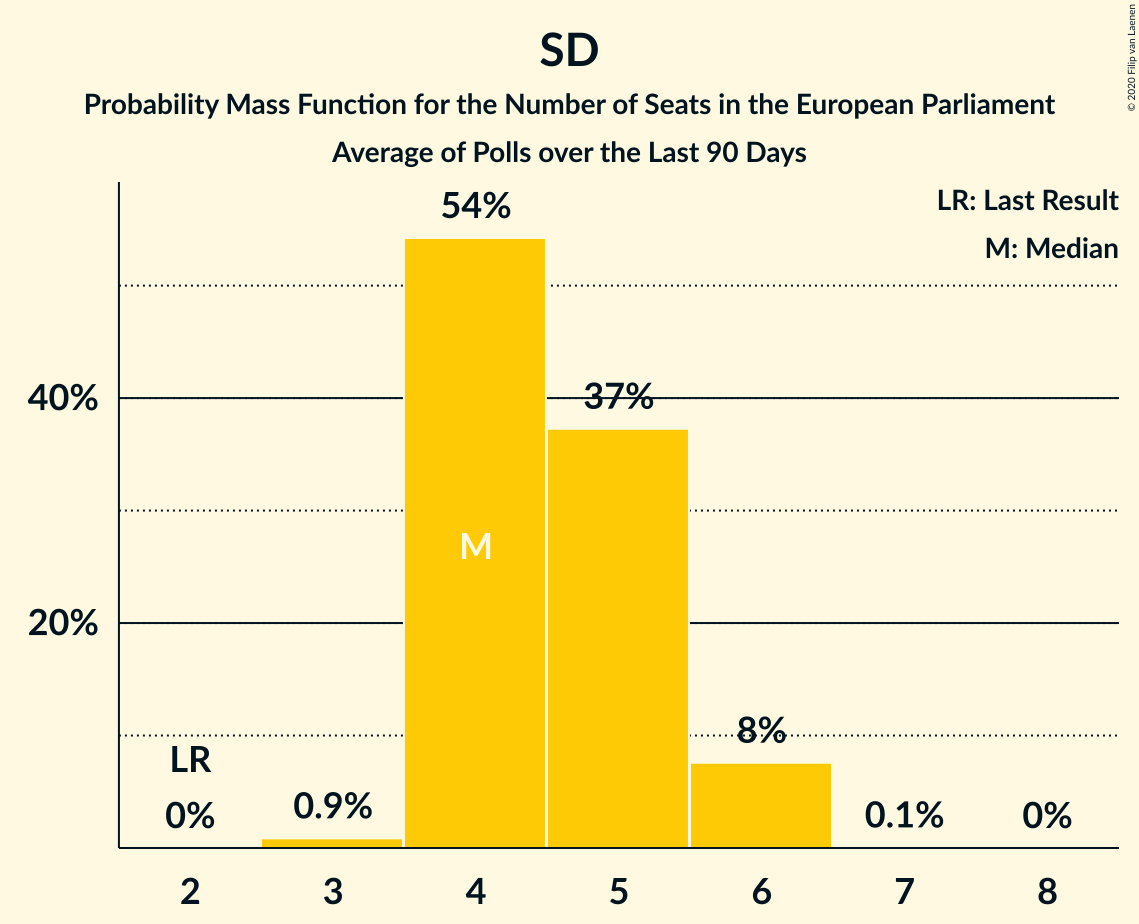 SD
Probability Mass Function for the Number of Seats in the European Parliament
Average of Polls over the Last 90 Days
© 2020 Filip van Laenen
LR: Last Result
M: Median
54%
40%
37%
M
20%
8%
LR
0%
0.9%
0.1%
0%
2 3 4 5 6 7 8